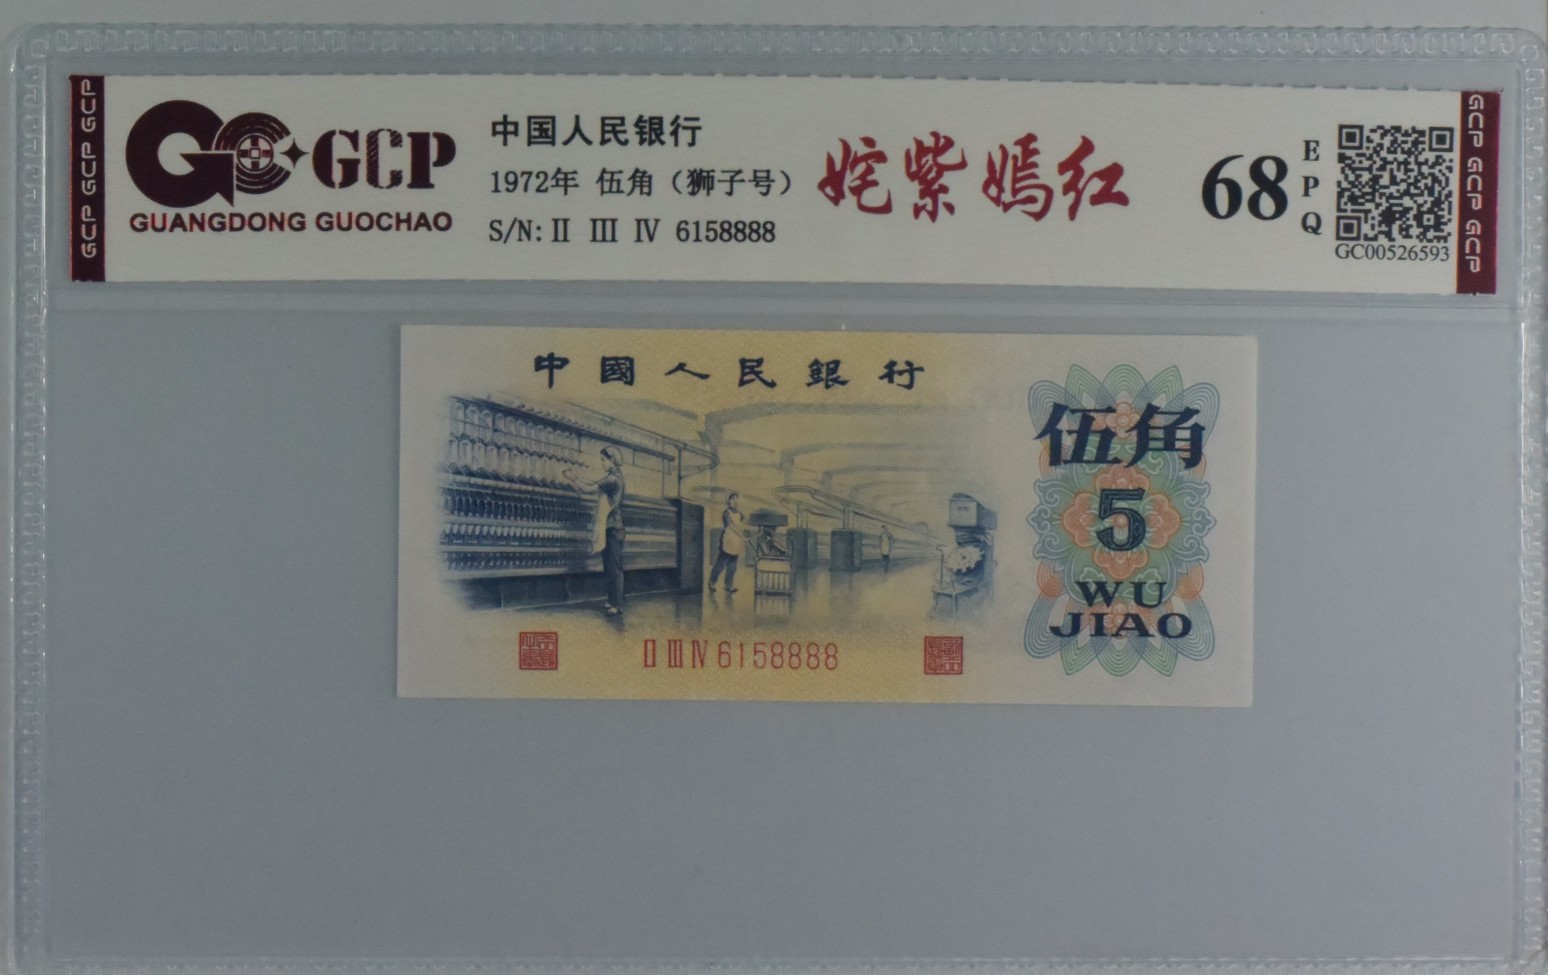 GCP GCP GCP
GCP
GUANGDONG GUOCHAO
中国人民银行
1972年 伍角（狮子号）
S/N: Ⅱ Ⅲ Ⅳ 6158888
姹紫嫣红
68
EPQ
GC00526593
GCP GCP GCP
中國人民銀行
伍角
5
WU
JIAO
Ⅱ Ⅲ Ⅳ 6158888